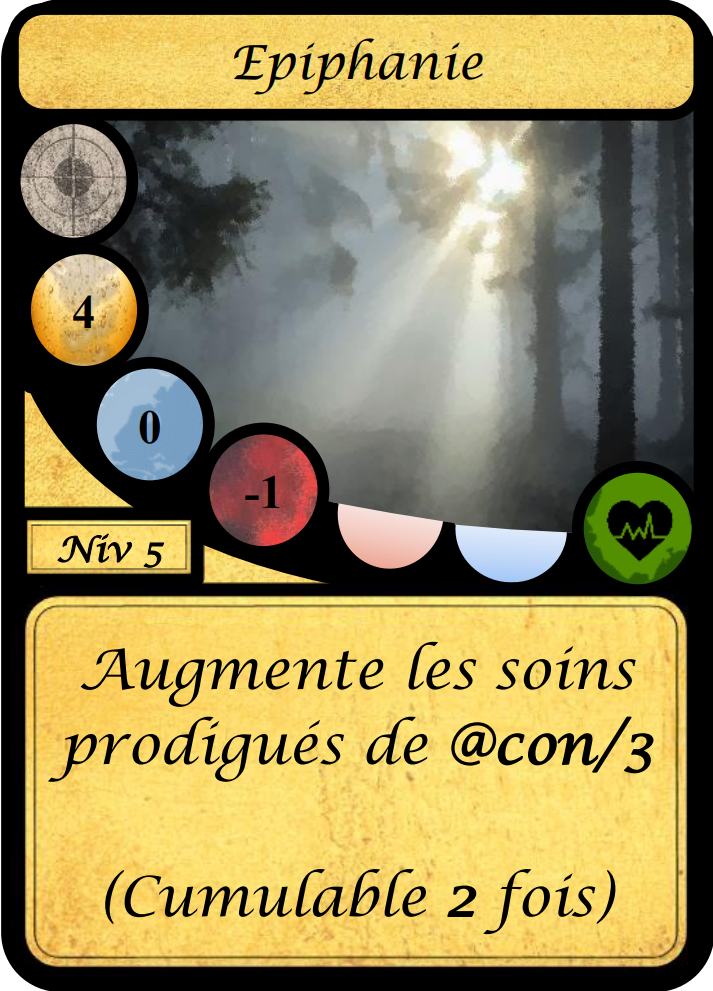 Epiphanie
4
0
-1
Niv 5
Augmente les soins
prodigués de @con/3
(Cumulable 2 fois)